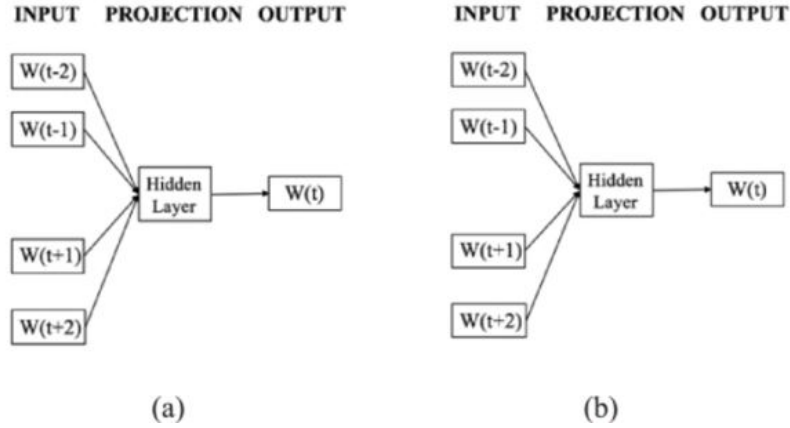 INPUT PROJECTION OUTPUT
W(t-2)
W(t-1)
Hidden
Layer
W(t)
W(t+1)
W(t+2)
(a)
INPUT PROJECTION OUTPUT
W(t-2)
W(t-1)
Hidden
Layer
W(t)
W(t+1)
W(t+2)
(b)